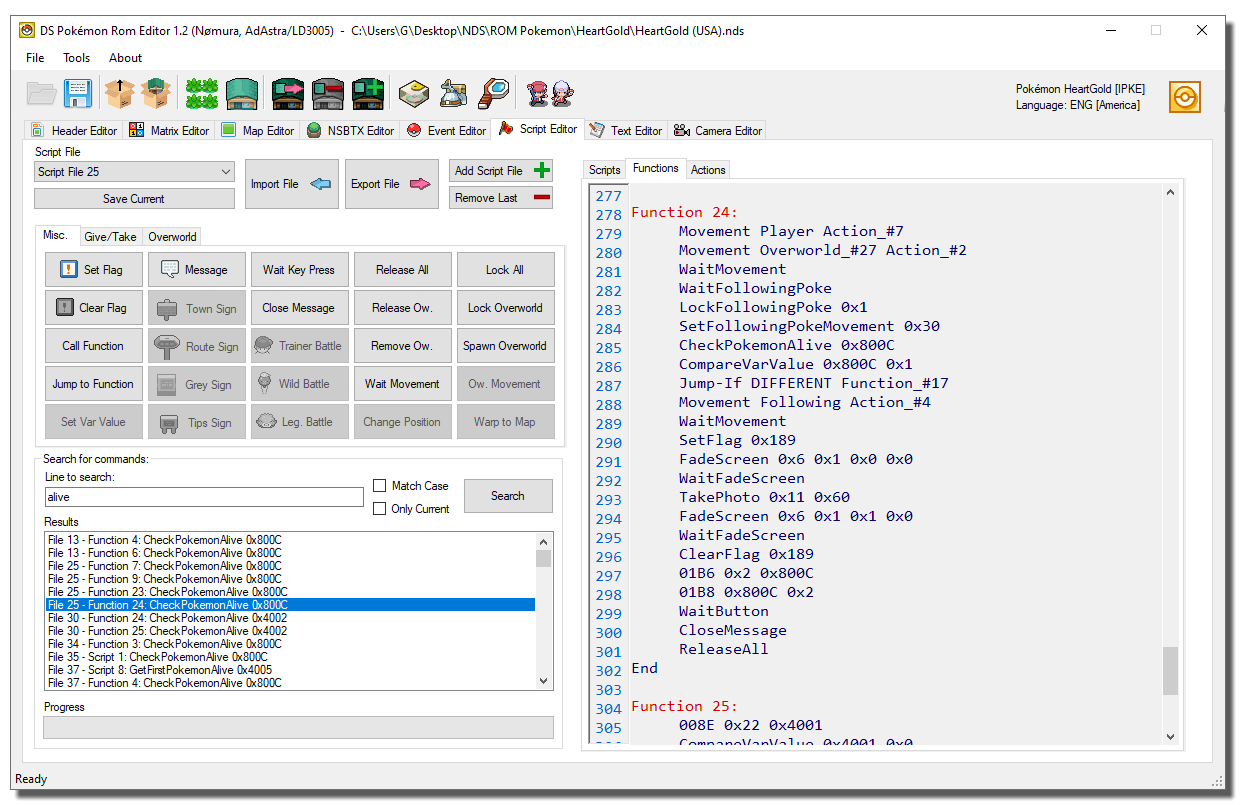 DS Pokémon Rom Editor 1.2 (Nømura, AdAstra/LD3005) - C:\Users\G\Desktop\NDS\ROM Pokemon\HeartGold\HeartGold (USA).nds
File Tools About
Pokémon HeartGold [IPKE]
Language: ENG [America]
Header Editor Matrix Editor Map Editor NSBTX Editor Event Editor Script Editor Text Editor Camera Editor
Script File
Script File 25
Save Current
Import File
Export File
Add Script File
Remove Last
Misc. Give/Take Overworld
Set Flag Message Wait Key Press Release All Lock All
Clear Flag Town Sign Close Message Release Ow. Lock Overworld
Call Function Route Sign Trainer Battle Remove Ow. Spawn Overworld
Jump to Function Grey Sign Wild Battle Wait Movement Ow. Movement
Set Var Value Tips Sign Leg. Battle Change Position Warp to Map
Search for commands:
Line to search:
alive
Match Case
Only Current
Search
Results
File 13 - Function 4: CheckPokemonAlive 0x800C
File 13 - Function 6: CheckPokemonAlive 0x800C
File 25 - Function 7: CheckPokemonAlive 0x800C
File 25 - Function 9: CheckPokemonAlive 0x800C
File 25 - Function 23: CheckPokemonAlive 0x800C
File 25 - Function 24: CheckPokemonAlive 0x800C
File 30 - Function 24: CheckPokemonAlive 0x4002
File 30 - Function 25: CheckPokemonAlive 0x4002
File 34 - Function 3: CheckPokemonAlive 0x800C
File 35 - Script 1: CheckPokemonAlive 0x800C
File 37 - Script 8: GetFirstPokemonAlive 0x4005
File 37 - Function 4: CheckPokemonAlive 0x800C
Progress
Scripts Functions Actions
277
278 Function 24:
279 Movement Player Action_#7
280 Movement Overworld_#27 Action_#2
281 WaitMovement
282 WaitFollowingPoke
283 LockFollowingPoke 0x1
284 SetFollowingPokeMovement 0x30
285 CheckPokemonAlive 0x800C
286 CompareVarValue 0x800C 0x1
287 Jump-If DIFFERENT Function_#17
288 Movement Following Action_#4
289 WaitMovement
290 SetFlag 0x189
291 FadeScreen 0x6 0x1 0x0 0x0
292 WaitFadeScreen
293 TakePhoto 0x11 0x60
294 FadeScreen 0x6 0x1 0x1 0x0
295 WaitFadeScreen
296 ClearFlag 0x189
297 01B6 0x2 0x800C
298 01B8 0x800C 0x2
299 WaitButton
300 CloseMessage
301 ReleaseAll
302 End
303
304 Function 25:
305 008E 0x22 0x4001
CompareVarValue 0x4001 0x0
Ready